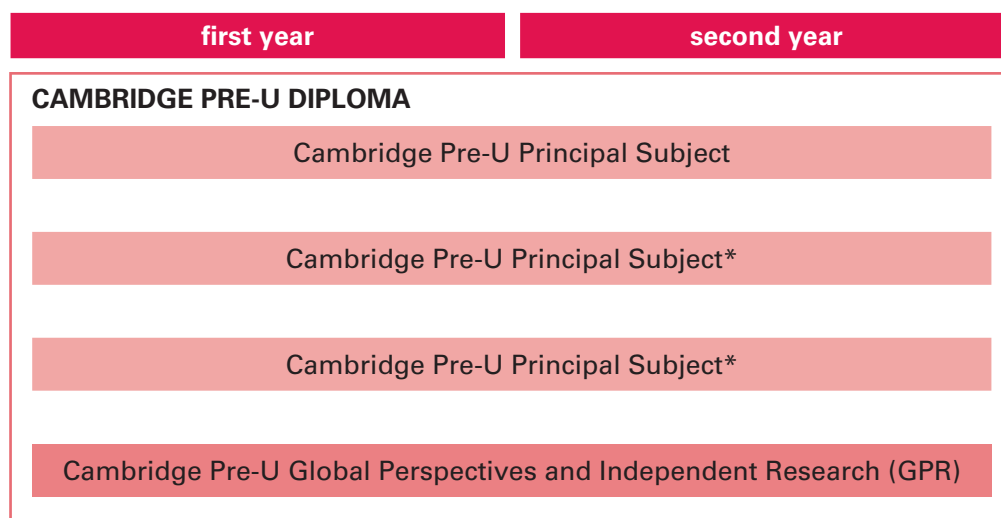 first year
second year
CAMBRIDGE PRE-U DIPLOMA
Cambridge Pre-U Principal Subject
Cambridge Pre-U Principal Subject*
Cambridge Pre-U Principal Subject*
Cambridge Pre-U Global Perspectives and Independent Research (GPR)